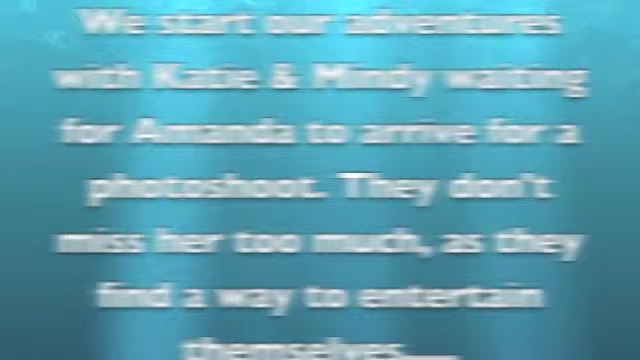 We start our adventures
with Katie & Mindy waiting
for Amanda to arrive for a
photoshoot. They don't
miss her too much, as they
find a way to entertain
themselves....